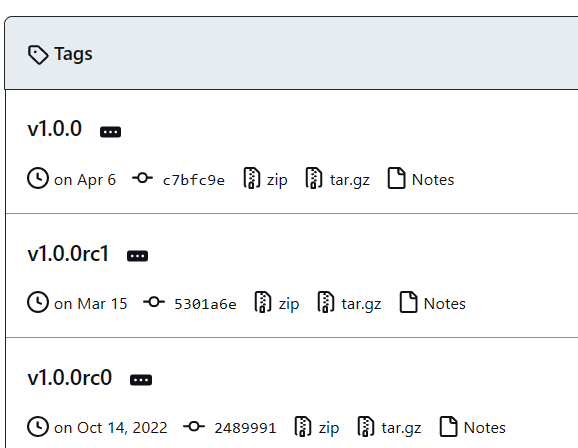 Tags
v1.0.0
on Apr 6 c7bfc9e zip tar.gz Notes
v1.0.0rc1
on Mar 15 5301a6e zip tar.gz Notes
v1.0.0rc0
on Oct 14, 2022 2489991 zip tar.gz Notes